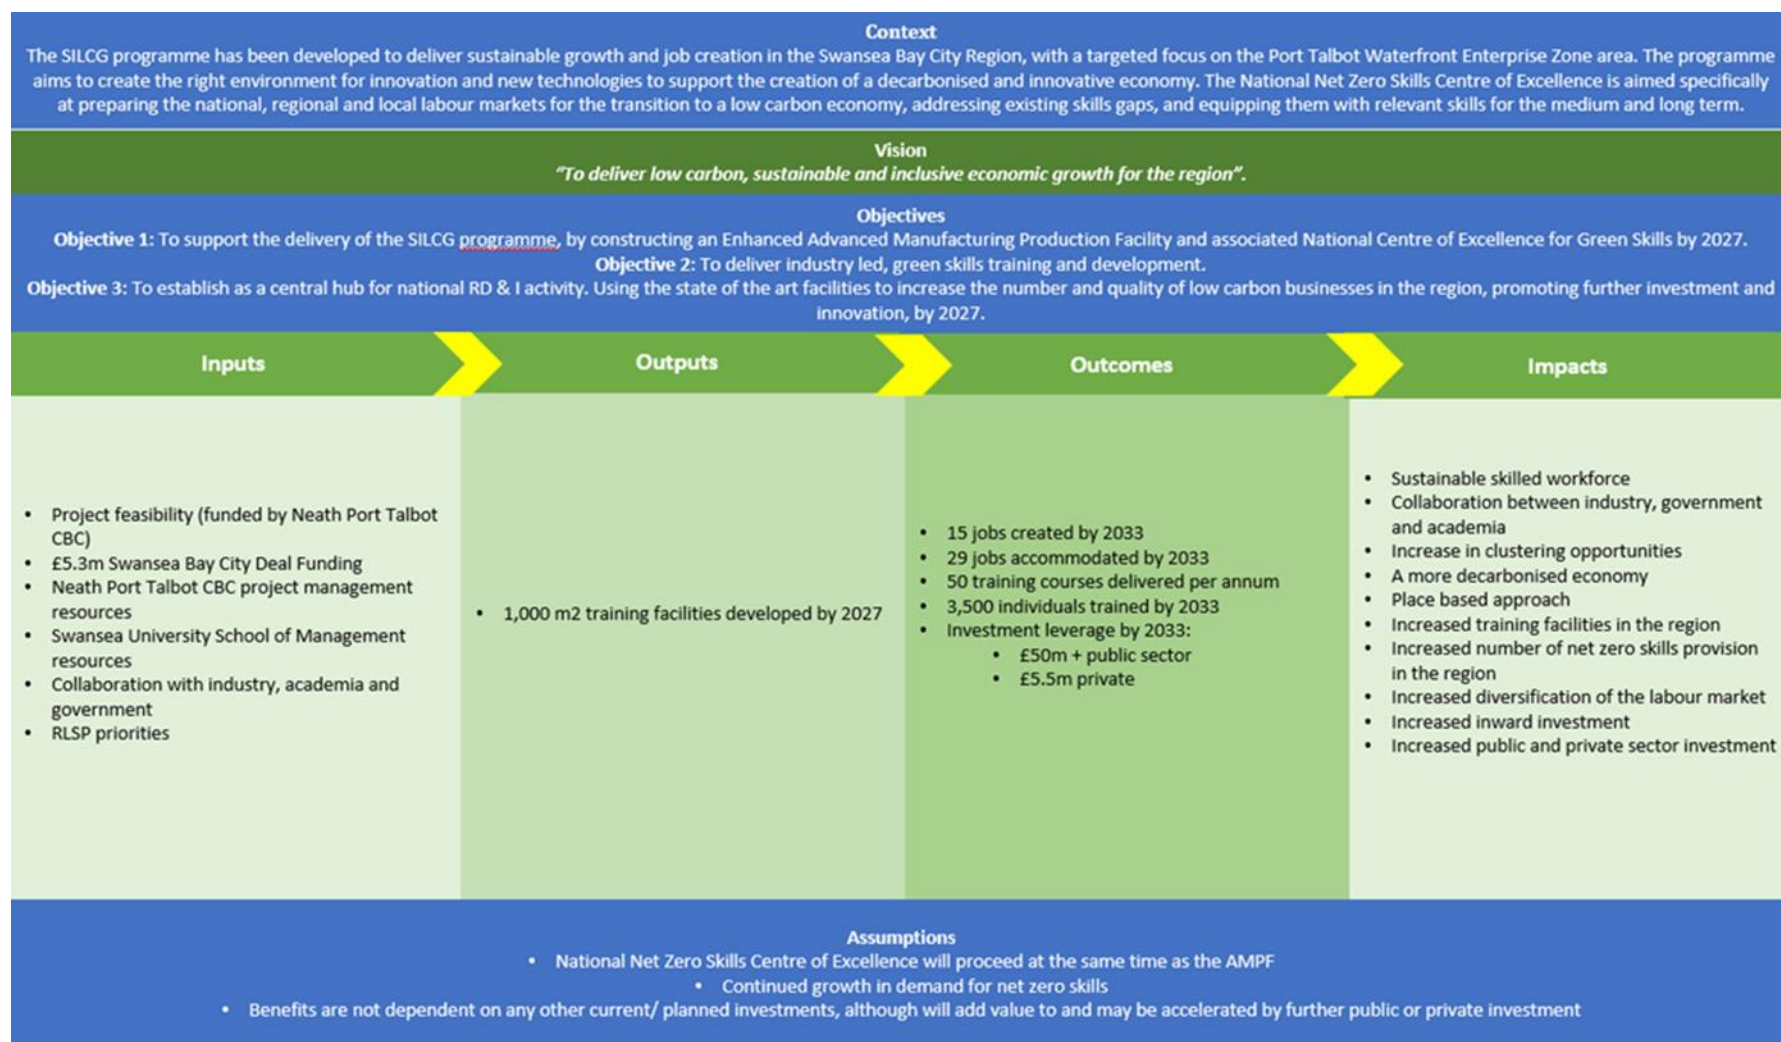 Context
The SILCG programme has been developed to deliver sustainable growth and job creation in the Swansea Bay City Region, with a targeted focus on the Port Talbot Waterfront Enterprise Zone area. The programme
aims to create the right environment for innovation and new technologies to support the creation of a decarbonised and innovative economy. The National Net Zero Skills Centre of Excellence is aimed specifically
at preparing the national, regional and local labour markets for the transition to a low carbon economy, addressing existing skills gaps, and equipping them with relevant skills for the medium and long term.
Vision
"To deliver low carbon, sustainable and inclusive economic growth for the region".
Objectives
Objective 1: To support the delivery of the SILCG programme, by constructing an Enhanced Advanced Manufacturing Production Facility and associated National Centre of Excellence for Green Skills by 2027.
Objective 2: To deliver industry led, green skills training and development.
Objective 3: To establish as a central hub for national RD & I activity. Using the state of the art facilities to increase the number and quality of low carbon businesses in the region, promoting further investment and
innovation, by 2027.
Inputs
• Project feasibility (funded by Neath Port Talbot
CBC)
• £5.3m Swansea Bay City Deal Funding
• Neath Port Talbot CBC project management
resources
• Swansea University School of Management
resources
• Collaboration with industry, academia and
government
• RLSP priorities
Outputs
• 1,000 m2 training facilities developed by 2027
Outcomes
• 15 jobs created by 2033
• 29 jobs accommodated by 2033
• 50 training courses delivered per annum
• 3,500 individuals trained by 2033
• Investment leverage by 2033:
• £50m + public sector
• £5.5m private
Impacts
• Sustainable skilled workforce
• Collaboration between industry, government
and academia
• Increase in clustering opportunities
• A more decarbonised economy
• Place based approach
• Increased training facilities in the region
• Increased number of net zero skills provision
in the region
• Increased diversification of the labour market
• Increased inward investment
• Increased public and private sector investment
Assumptions
• National Net Zero Skills Centre of Excellence will proceed at the same time as the AMPF
• Continued growth in demand for net zero skills
• Benefits are not dependent on any other current/ planned investments, although will add value to and may be accelerated by further public or private investment